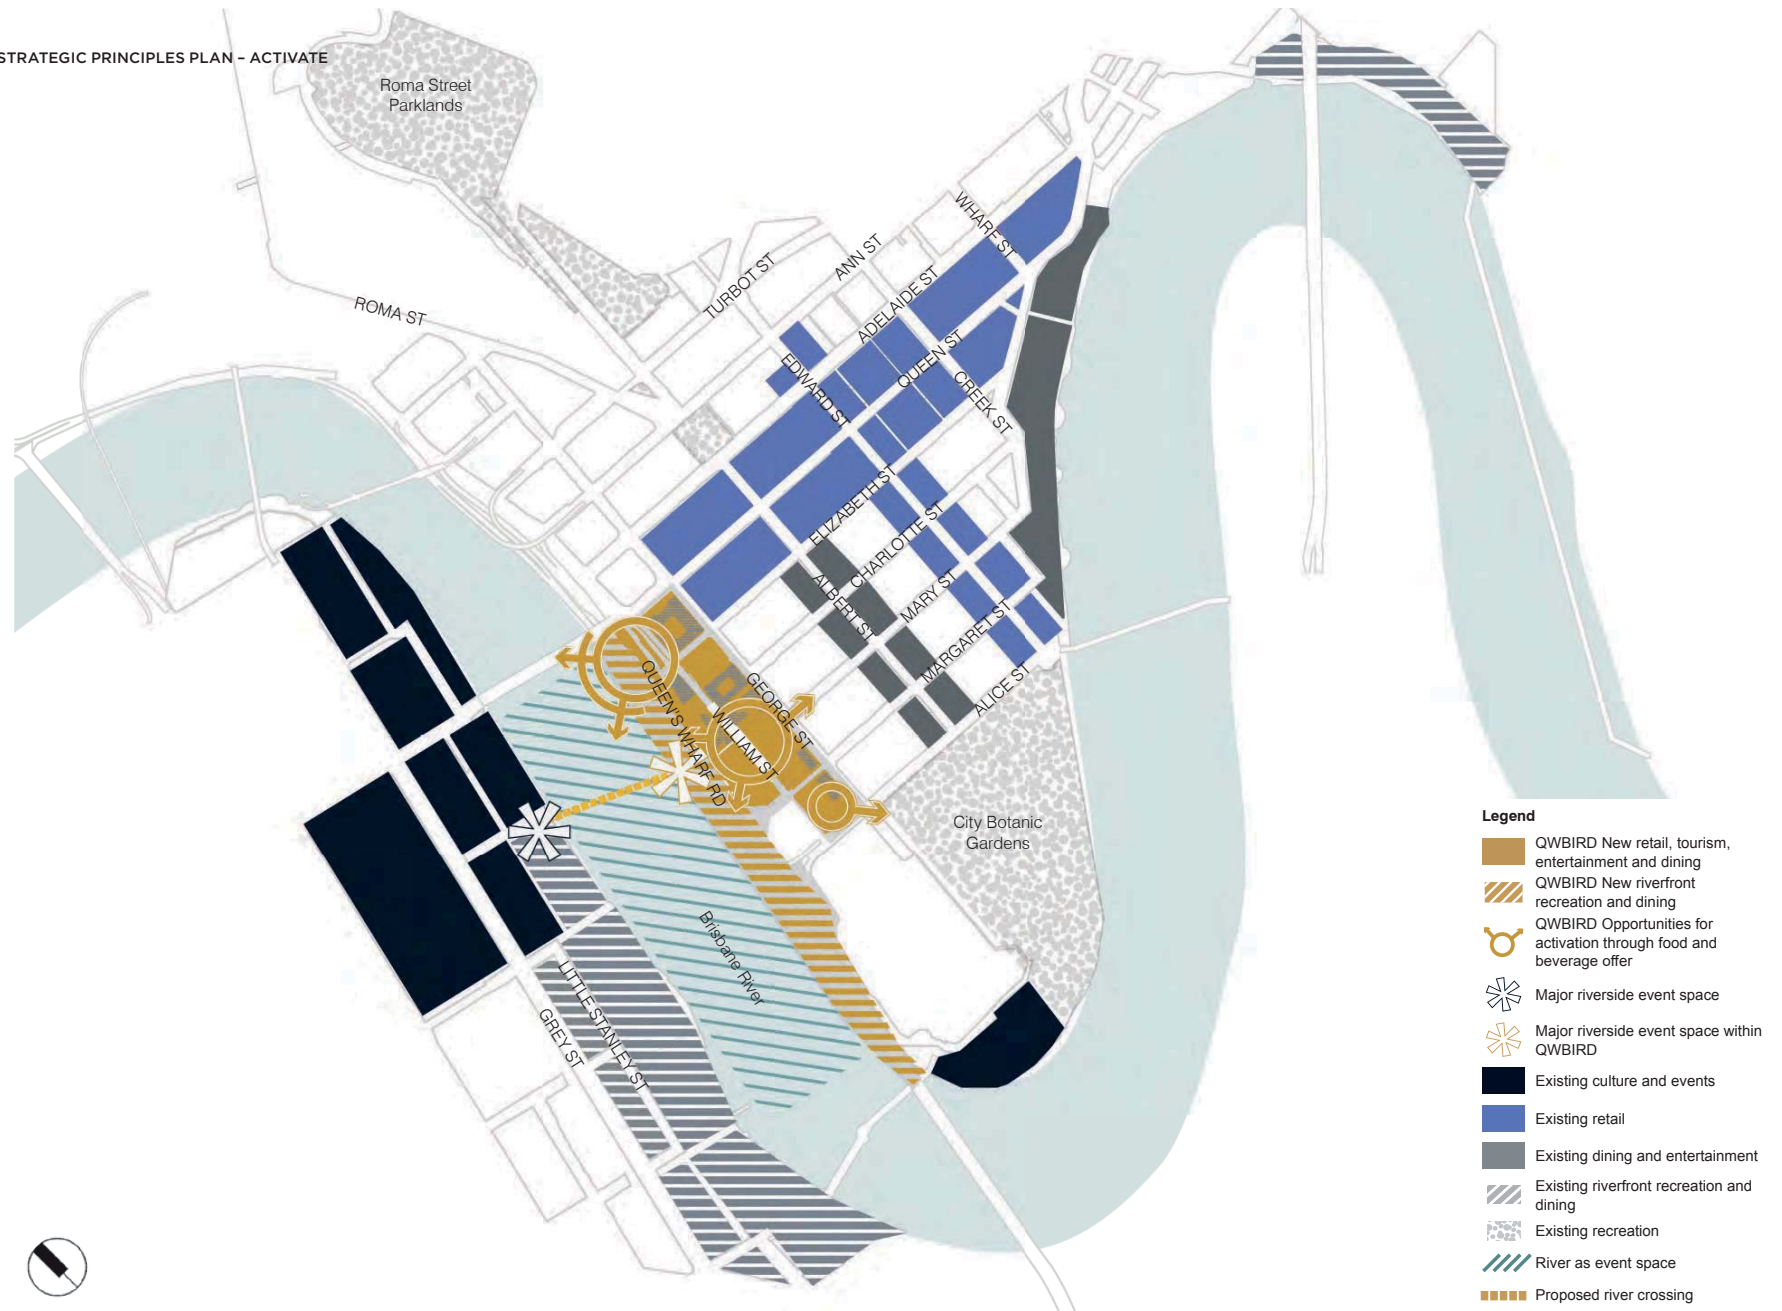 STRATEGIC PRINCIPLES PLAN – ACTIVATE
Roma Street
Parklands
ROMA ST
TURBOT ST
ANN ST
WHARF ST
ADELAIDE ST
EDWARD ST
QUEEN ST
CREEK ST
ELIZABETH ST
CHARLOTTE ST
ALBERT ST
MARY ST
MARGARET ST
ALICE ST
GEORGE ST
WILLIAM ST
QUEEN'S WHARF RD
City Botanic
Gardens
Brisbane River
LITTLE STANLEY ST
GREY ST
Legend
QWBIRD New retail, tourism,
entertainment and dining
QWBIRD New riverfront
recreation and dining
QWBIRD Opportunities for
activation through food and
beverage offer
Major riverside event space
Major riverside event space within
QWBIRD
Existing culture and events
Existing retail
Existing dining and entertainment
Existing riverfront recreation and
dining
Existing recreation
River as event space
Proposed river crossing